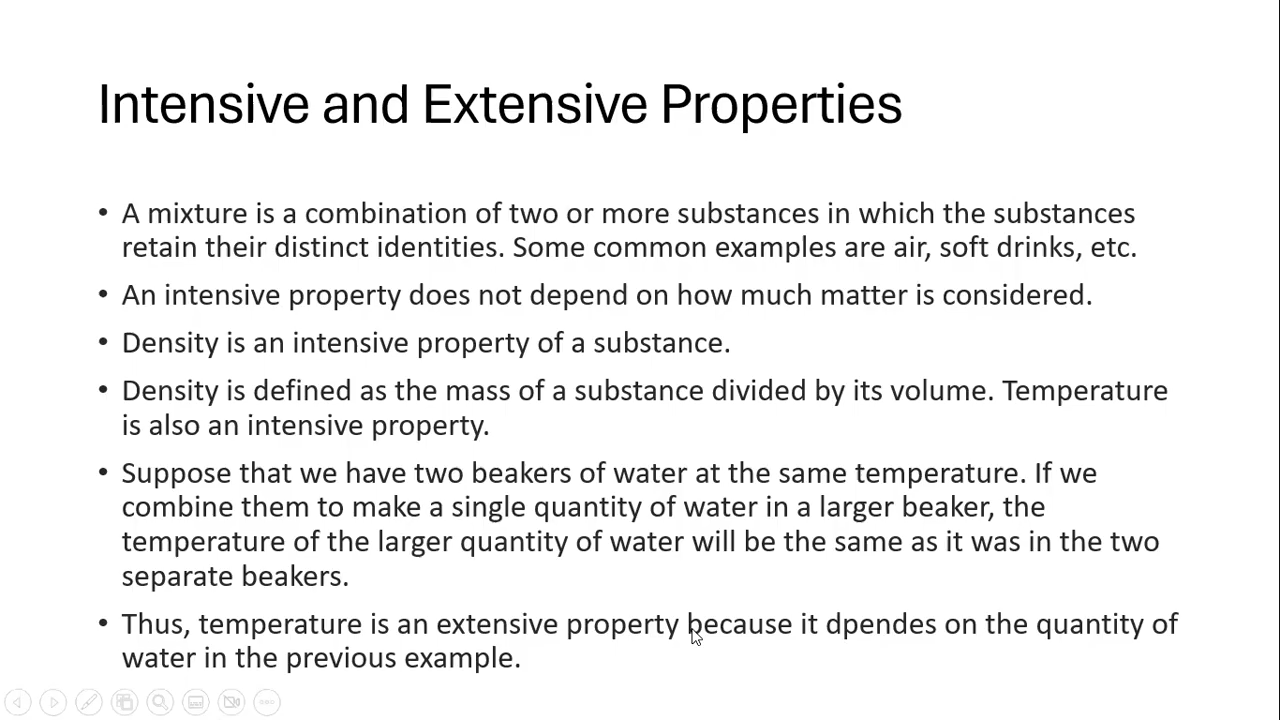 Intensive and Extensive Properties
• A mixture is a combination of two or more substances in which the substances
retain their distinct identities. Some common examples are air, soft drinks, etc.
• An intensive property does not depend on how much matter is considered.
• Density is an intensive property of a substance.
• Density is defined as the mass of a substance divided by its volume. Temperature
is also an intensive property.
• Suppose that we have two beakers of water at the same temperature. If we
combine them to make a single quantity of water in a larger beaker, the
temperature of the larger quantity of water will be the same as it was in the two
separate beakers.
• Thus, temperature is an extensive property because it dpendes on the quantity of
water in the previous example.